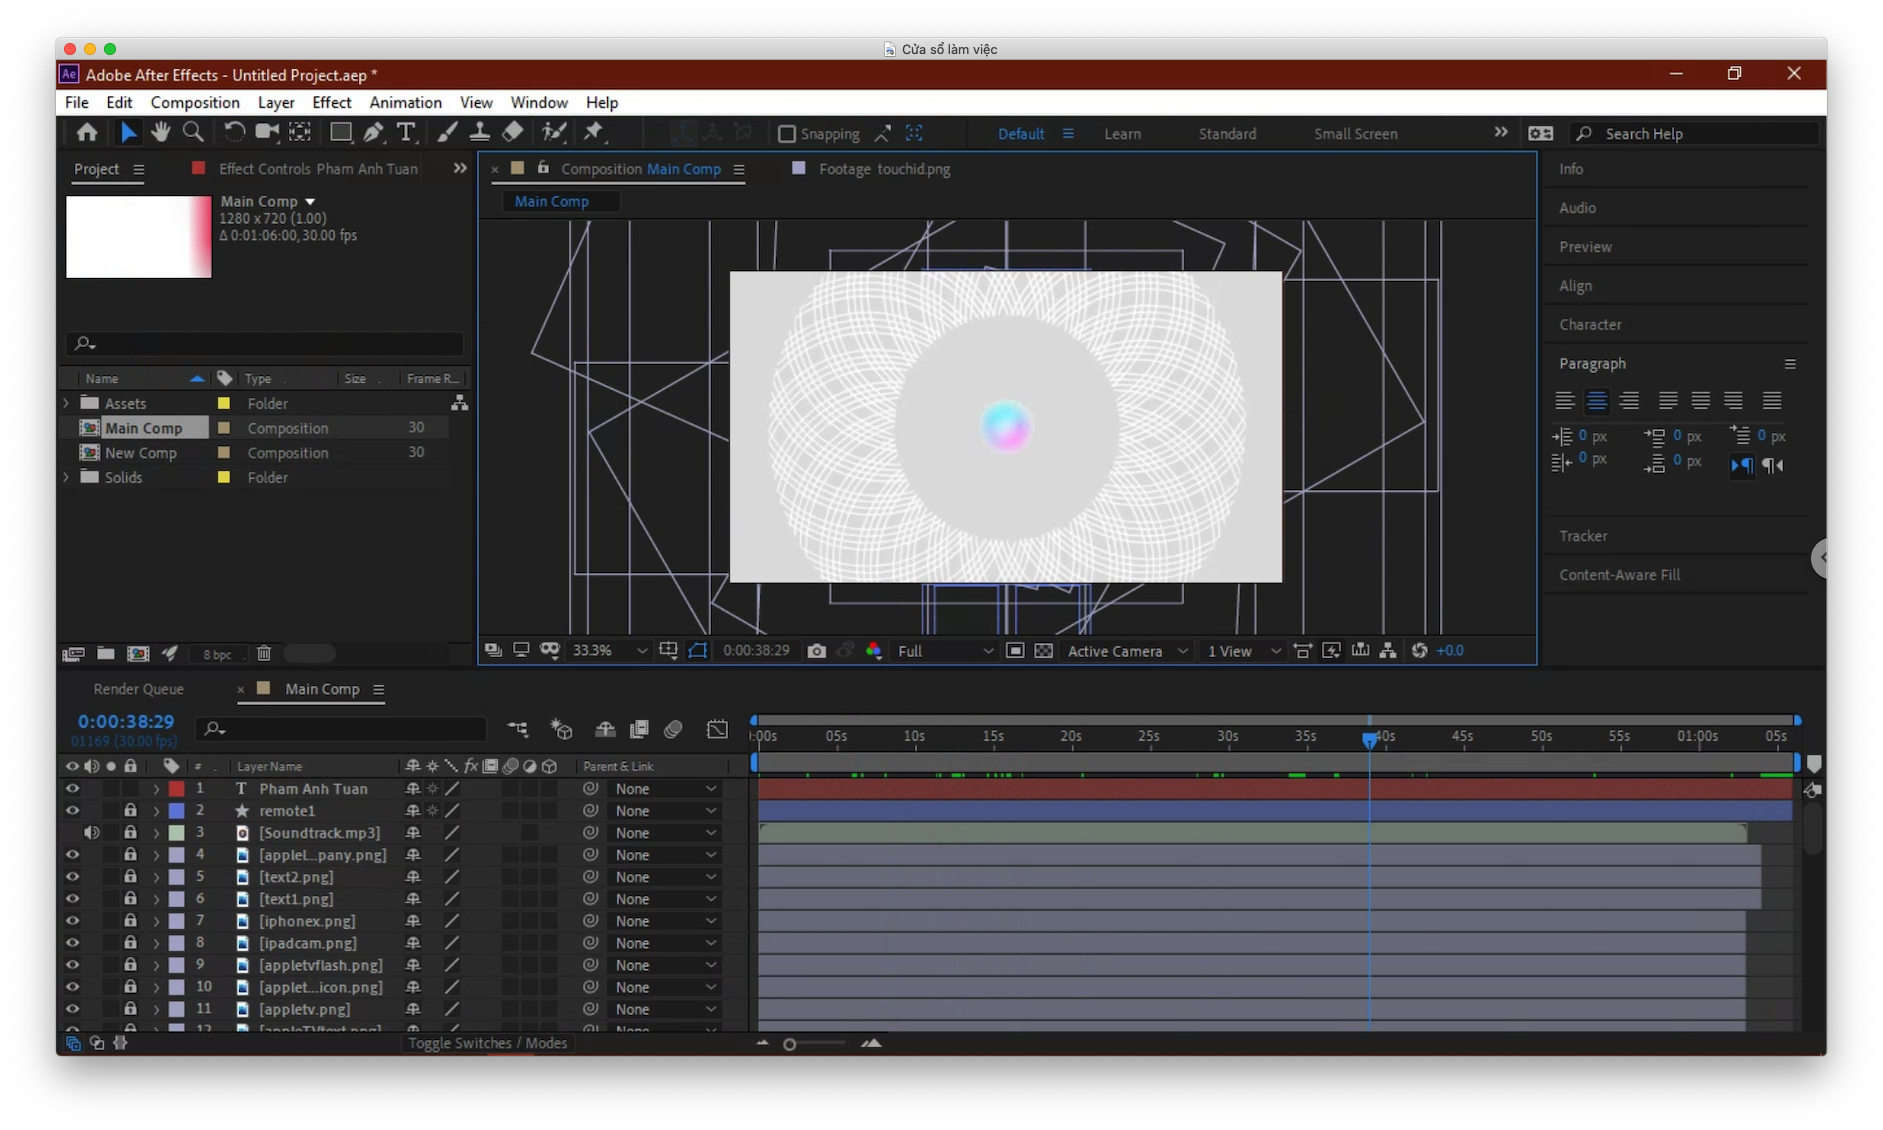 Cửa sổ làm việc
Ae Adobe After Effects - Untitled Project.aep *
File Edit Composition Layer Effect Animation View Window Help
Snapping Default Learn Standard Small Screen Search Help
Project Effect Controls Pham Anh Tuan
Composition Main Comp Footage touchid.png
Main Comp
Main Comp
1280 x 720 (1.00)
Δ 0:01:06:00, 30.00 fps
Name Type Size Frame R...
Assets Folder
Main Comp Composition 30
New Comp Composition 30
Solids Folder
8 bpc
33.3% 0:00:38:29 Full Active Camera 1 View +0.0
Info
Audio
Preview
Align
Character
Paragraph
0 px 0 px 0 px
0 px 0 px
Tracker
Content-Aware Fill
Render Queue Main Comp
0:00:38:29
01169 (30.00 fps)
:00s 05s 10s 15s 20s 25s 30s 35s 40s 45s 50s 55s 01:00s 05s
# Layer Name fx Parent & Link
1 T Pham Anh Tuan None
2 remote1 None
3 [Soundtrack.mp3] None
4 [appleL...pany.png] None
5 [text2.png] None
6 [text1.png] None
7 [iphonex.png] None
8 [ipadcam.png] None
9 [appletvflash.png] None
10 [applet...icon.png] None
11 [appletv.png] None
12 [appleTVtext.png] None
Toggle Switches / Modes